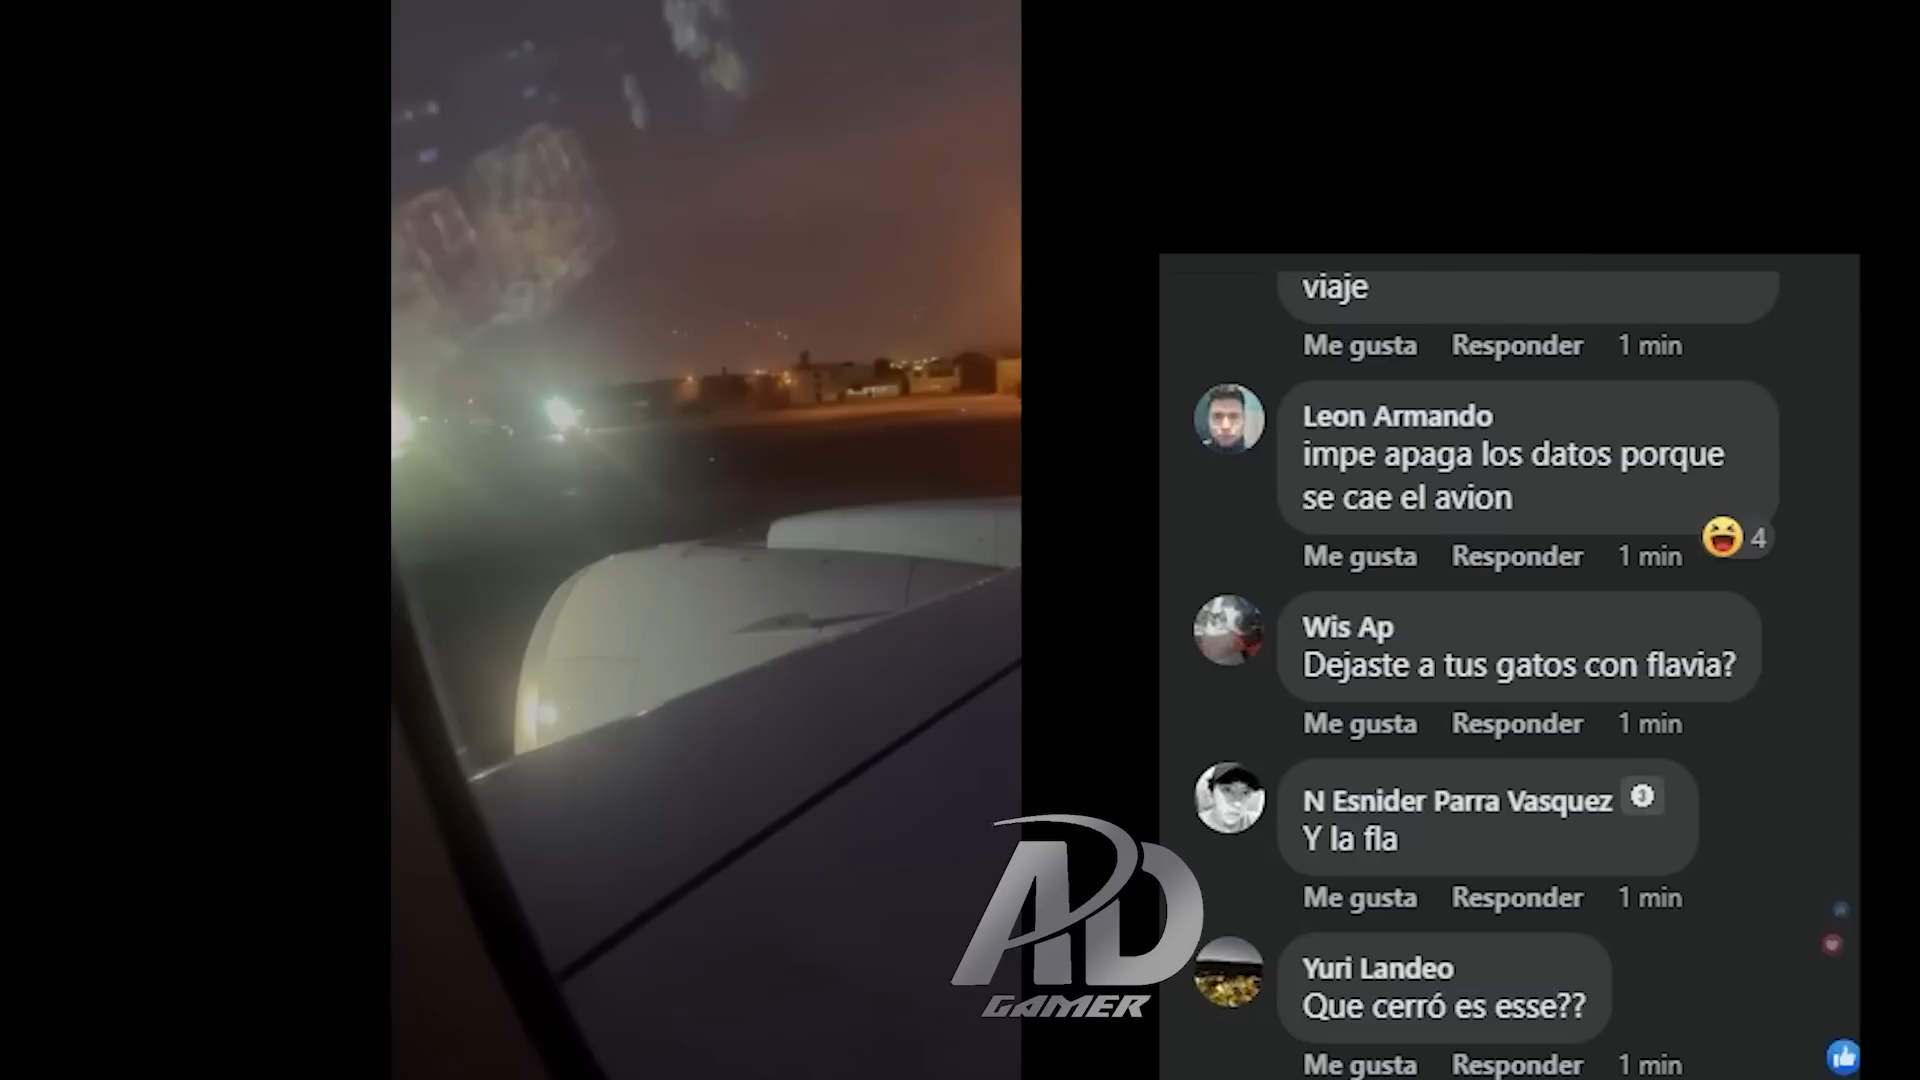 viaje
Me gusta Responder 1 min
Leon Armando
impe apaga los datos porque
se cae el avion
4
Me gusta Responder 1 min
Wis Ap
Dejaste a tus gatos con flavia?
Me gusta Responder 1 min
N Esnider Parra Vasquez
Y la fla
Me gusta Responder 1 min
Yuri Landeo
Que cerró es esse??
Me gusta Responder 1 min
AD
GAMER